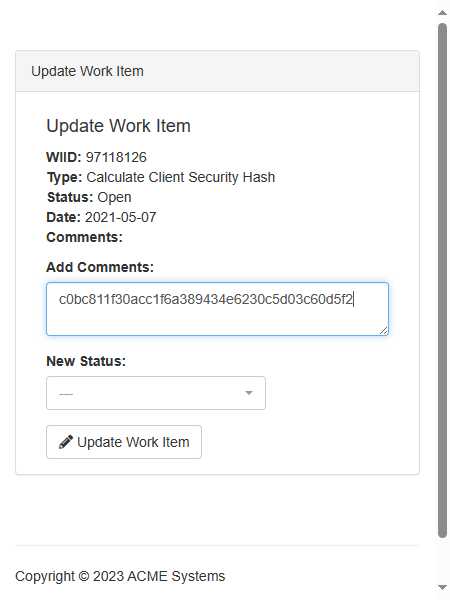 Update Work Item
Update Work Item
WIID: 97118126
Type: Calculate Client Security Hash
Status: Open
Date: 2021-05-07
Comments:
Add Comments:
c0bc811f30acc1f6a389434e6230c5d03c60d5f2
New Status:
---
Update Work Item
Copyright © 2023 ACME Systems